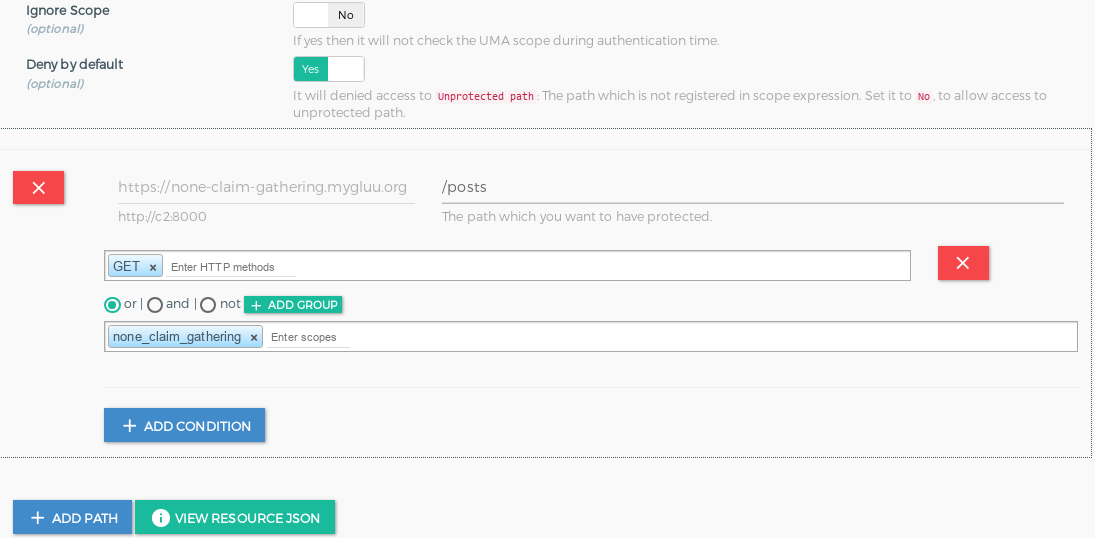 Ignore Scope
No
(optional)
If yes then it will not check the UMA scope during authentication time.
Deny by default
Yes
(optional)
It will denied access to Unprotected path: The path which is not registered in scope expression. Set it to No, to allow access to
unprotected path.
https://none-claim-gathering.mygluu.org /posts
http://c2:8000 The path which you want to have protected.
GET × Enter HTTP methods
or | and | not + ADD GROUP
none_claim_gathering × Enter scopes
+ ADD CONDITION
+ ADD PATH VIEW RESOURCE JSON